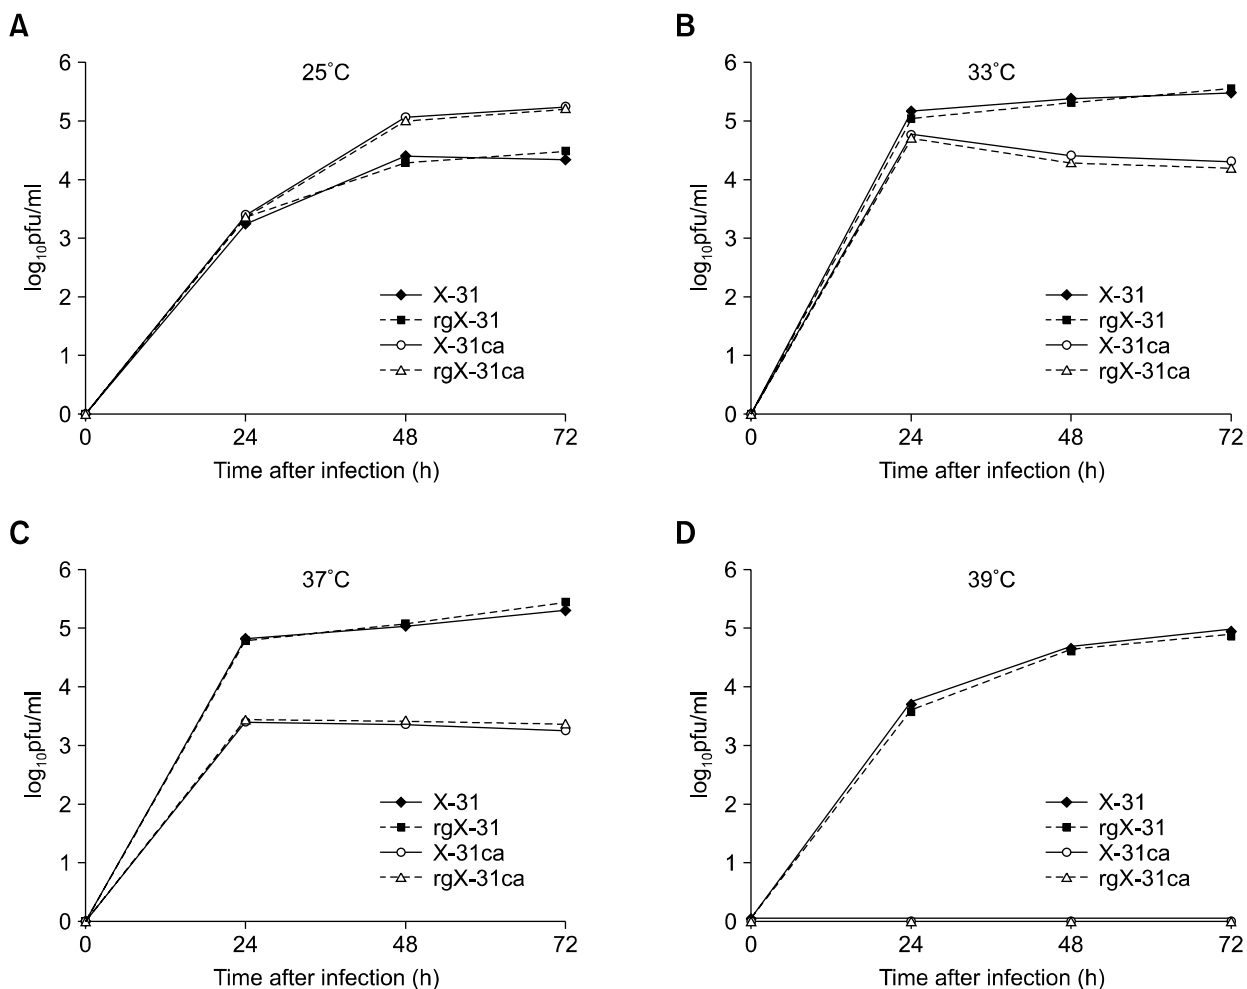 A
25°C
6
5
4
3
2
1
0
log₁₀pfu/ml
X-31
rgX-31
X-31ca
rgX-31ca
0 24 48 72
Time after infection (h)
B
33°C
6
5
4
3
2
1
0
log₁₀pfu/ml
X-31
rgX-31
X-31ca
rgX-31ca
0 24 48 72
Time after infection (h)
C
37°C
6
5
4
3
2
1
0
log₁₀pfu/ml
X-31
rgX-31
X-31ca
rgX-31ca
0 24 48 72
Time after infection (h)
D
39°C
6
5
4
3
2
1
0
log₁₀pfu/ml
X-31
rgX-31
X-31ca
rgX-31ca
0 24 48 72
Time after infection (h)